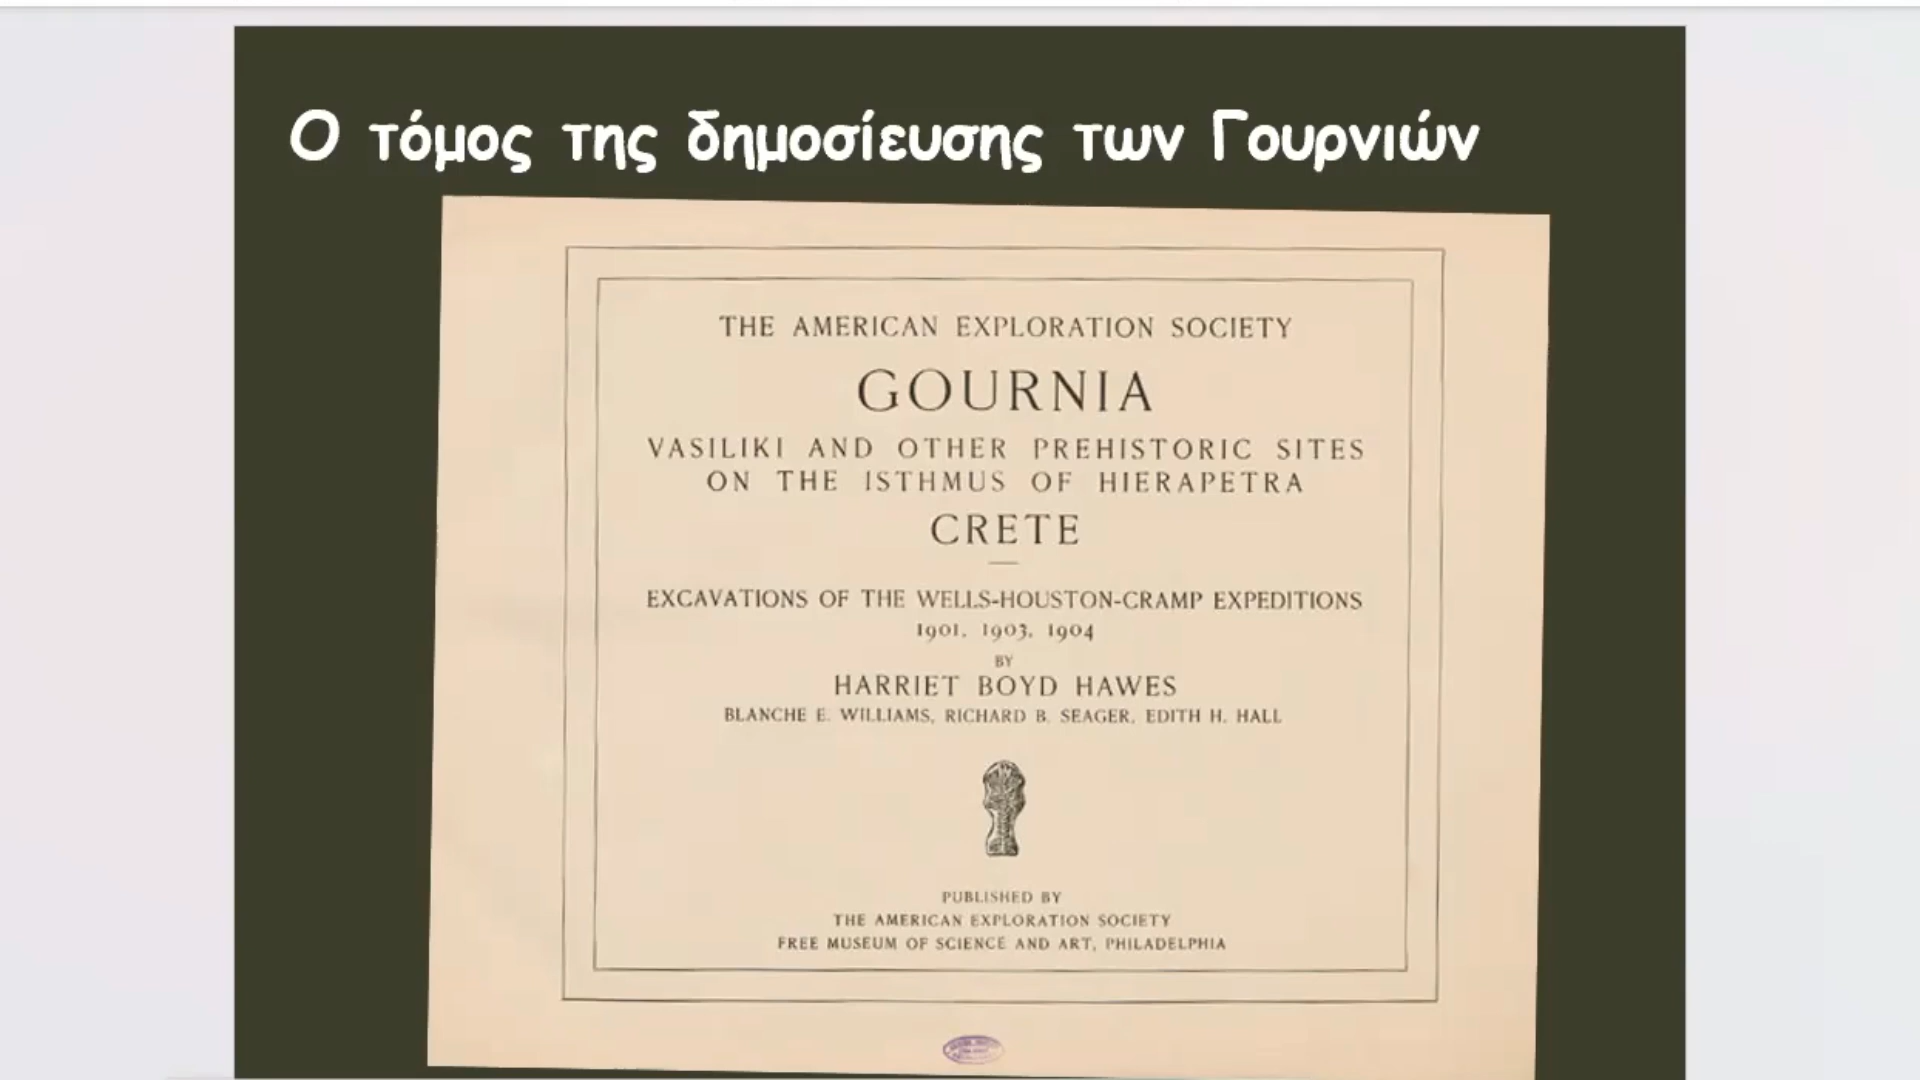 Ο τόμος της δημοσίευσης των Γουρνιών
THE AMERICAN EXPLORATION SOCIETY
GOURNIA
VASILIKI AND OTHER PREHISTORIC SITES
ON THE ISTHMUS OF HIERAPETRA
CRETE
EXCAVATIONS OF THE WELLS-HOUSTON-CRAMP EXPEDITIONS
1901, 1903, 1904
BY
HARRIET BOYD HAWES
BLANCHE E. WILLIAMS, RICHARD B. SEAGER, EDITH H. HALL
PUBLISHED BY
THE AMERICAN EXPLORATION SOCIETY
FREE MUSEUM OF SCIENCE AND ART, PHILADELPHIA